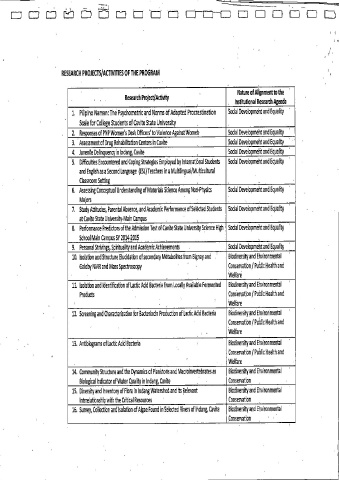 RESEARCH PROJECTS/ACTIVITIES OF THE PROGRAM
Research Project/Activity
Nature of Alignment to the
Institutional Research Agenda
1. Pilipino Namen: The Psychometric and Norms of Adapted Procrastination
Scale for College Students of Cavite State University
Social Development and Equality
2. Responses of PNP Women's Desk Officers' to Violence Against Women
Social Development and Equality
3. Assessment of Drug Rehabilitation Centers in Cavite
Social Development and Equality
4. Juvenile Delinquency in Indang, Cavite
Social Development and Equality
5. Difficulties Encountered and Coping Strategies Employed by International Students
and English as a Second Language (ESL) Teachers in a Multilingual/Multicultural
Classroom Setting
Social Development and Equality
6. Assessing Conceptual Understanding of Materials Science Among Non-Physics
Majors
Social Development and Equality
7. Study Attitudes, Parental Absence, and Academic Performance of Selected Students
at Cavite State University-Main Campus
Social Development and Equality
8. Performance Predictors of the Admission Test of Cavite State University Science High
School Main Campus SY 2014-2015
Social Development and Equality
9. Personal Strivings, Spirituality and Academic Achievements
Social Development and Equality
10. Isolation and Structure Elucidation of Secondary Metabolites from Bignay and
NMR and Mass Spectroscopy
Biodiversity and Environmental
Conservation / Public Health and
Welfare
11. Isolation and Identification of Lactic Acid Bacteria from Locally Available Fermented
Products
Biodiversity and Environmental
Conservation / Public Health and
Welfare
12. Screening and Characterization for Bacteriocin Production of Lactic Acid Bacteria
Biodiversity and Environmental
Conservation / Public Health and
Welfare
13. Antibiograms of Lactic Acid Bacteria
Biodiversity and Environmental
Conservation / Public Health and
Welfare
14. Community Structure and the Dynamics of Planktons and Macroinvertebrates as
Biological Indicator of Water Quality in Indang, Cavite
Biodiversity and Environmental
Conservation
15. Diversity and Inventory of Flora in Indang Watershed and its Relevant
Interrelationship with the Critical Resources
Biodiversity and Environmental
Conservation
16. Survey, Collection and Isolation of Algae Found in Selected Rivers of Indang, Cavite
Biodiversity and Environmental
Conservation